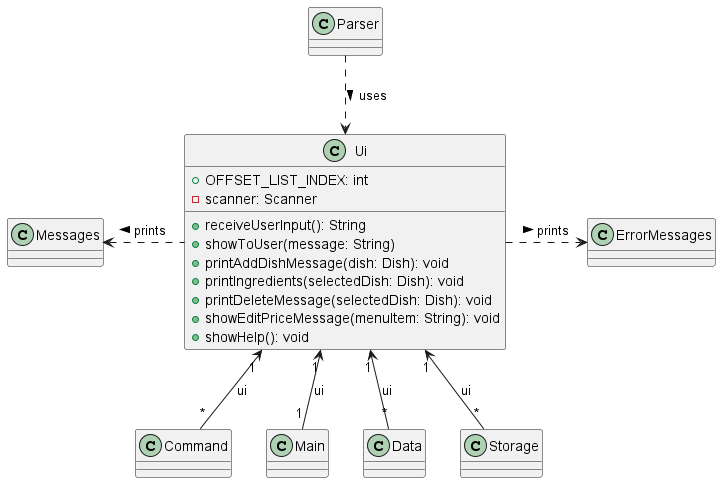 C Parser
uses
C Ui
OFFSET_LIST_INDEX: int
scanner: Scanner
receiveUserInput(): String
showToUser(message: String)
printAddDishMessage(dish: Dish): void
printIngredients(selectedDish: Dish): void
printDeleteMessage(selectedDish: Dish): void
showEditPriceMessage(menuItem: String): void
showHelp(): void
C Messages
prints
prints
C ErrorMessages
1 1 1 1
ui ui ui ui
* 1 * *
C Command
C Main
C Data
C Storage